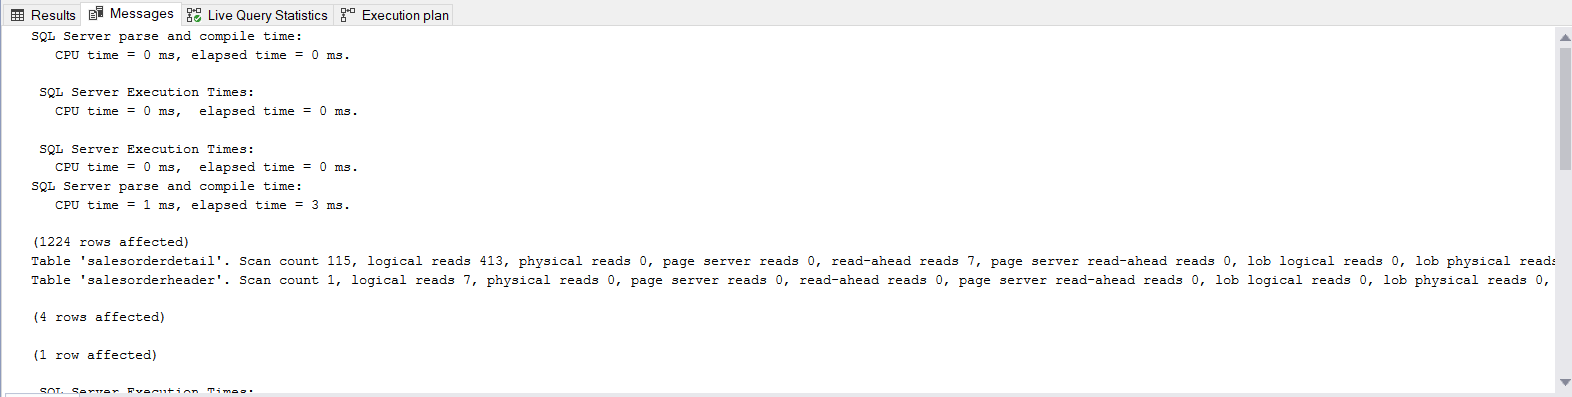 Results Messages Live Query Statistics Execution plan
SQL Server parse and compile time:
CPU time = 0 ms, elapsed time = 0 ms.
SQL Server Execution Times:
CPU time = 0 ms,  elapsed time = 0 ms.
SQL Server Execution Times:
CPU time = 0 ms,  elapsed time = 0 ms.
SQL Server parse and compile time:
CPU time = 1 ms, elapsed time = 3 ms.
(1224 rows affected)
Table 'salesorderdetail'. Scan count 115, logical reads 413, physical reads 0, page server reads 0, read-ahead reads 7, page server read-ahead reads 0, lob logical reads 0, lob physical reads
Table 'salesorderheader'. Scan count 1, logical reads 7, physical reads 0, page server reads 0, read-ahead reads 0, page server read-ahead reads 0, lob logical reads 0, lob physical reads 0,
(4 rows affected)
(1 row affected)
SQL Server Execution Times: